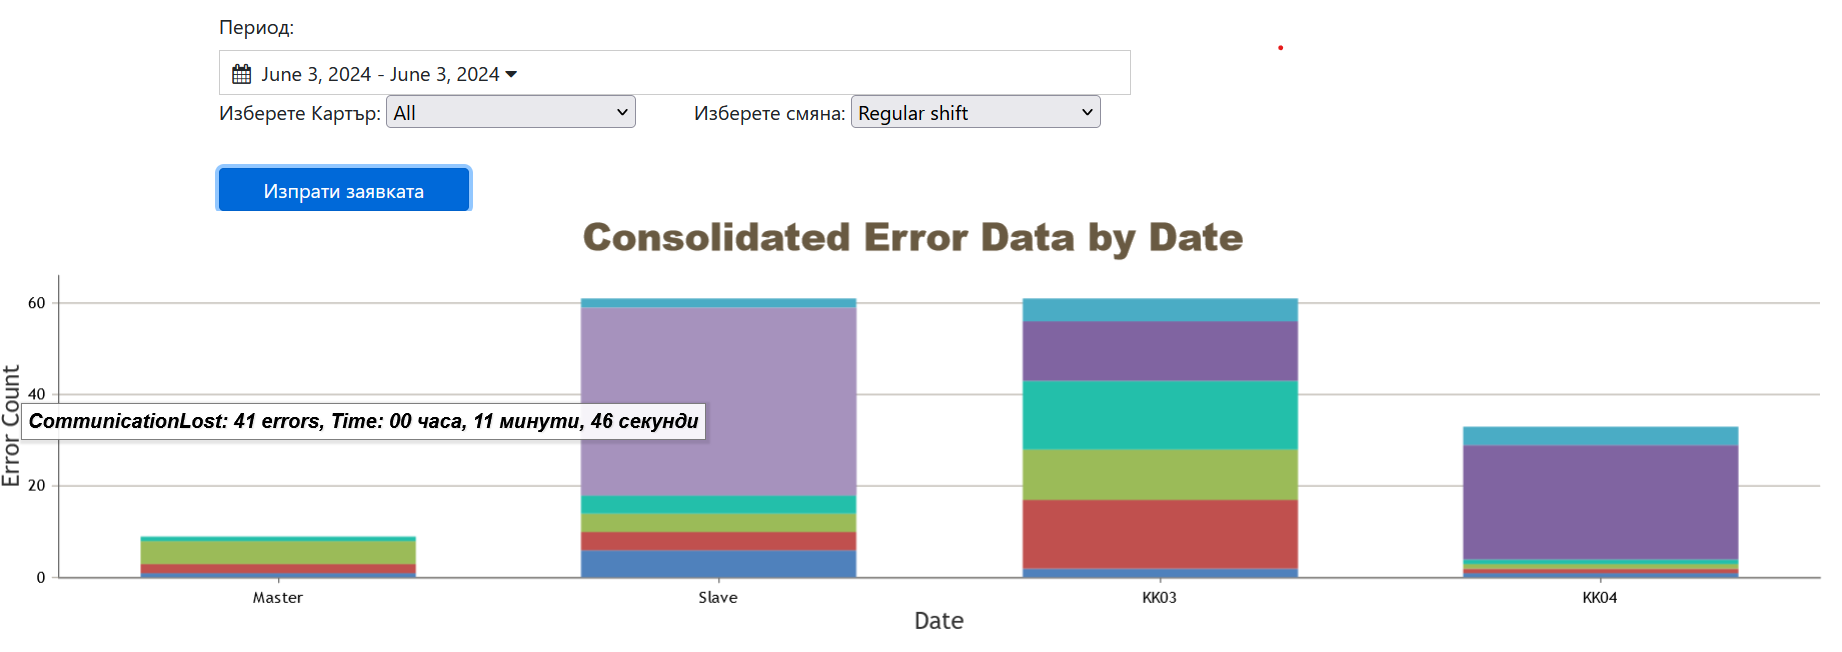 Период:
June 3, 2024 - June 3, 2024
Изберете Картър: All Изберете смяна: Regular shift
Изпрати заявката
Consolidated Error Data by Date
60
40
CommunicationLost: 41 errors, Time: 00 часа, 11 минути, 46 секунди
Error Count
20
0
Master Slave KK03 KK04
Date